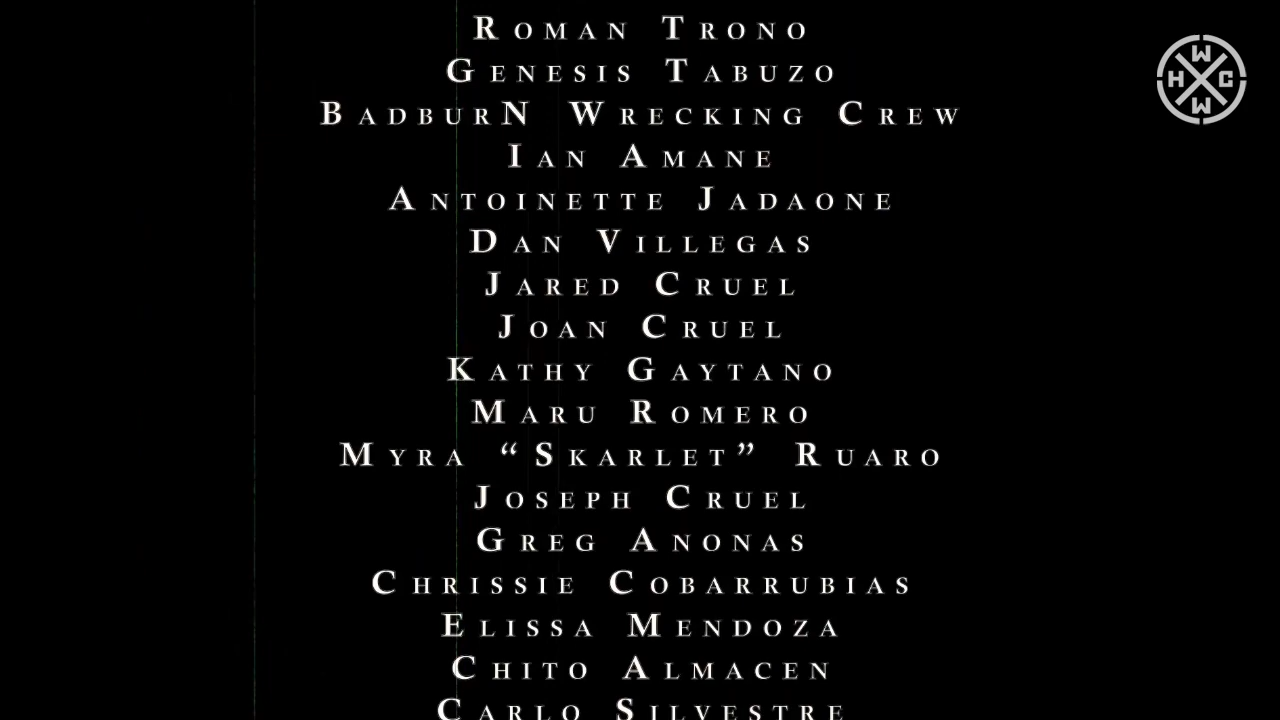 Roman Trono
Genesis Tabuzo
BadburN Wrecking Crew
Ian Amane
Antoinette Jadaone
Dan Villegas
Jared Cruel
Joan Cruel
Kathy Gaytano
Maru Romero
Myra “Skarlet” Ruaro
Joseph Cruel
Greg Anonas
Chrissie Cobarrubias
Elissa Mendoza
Chito Almacen
Carlo Silvestre
W
H C
W